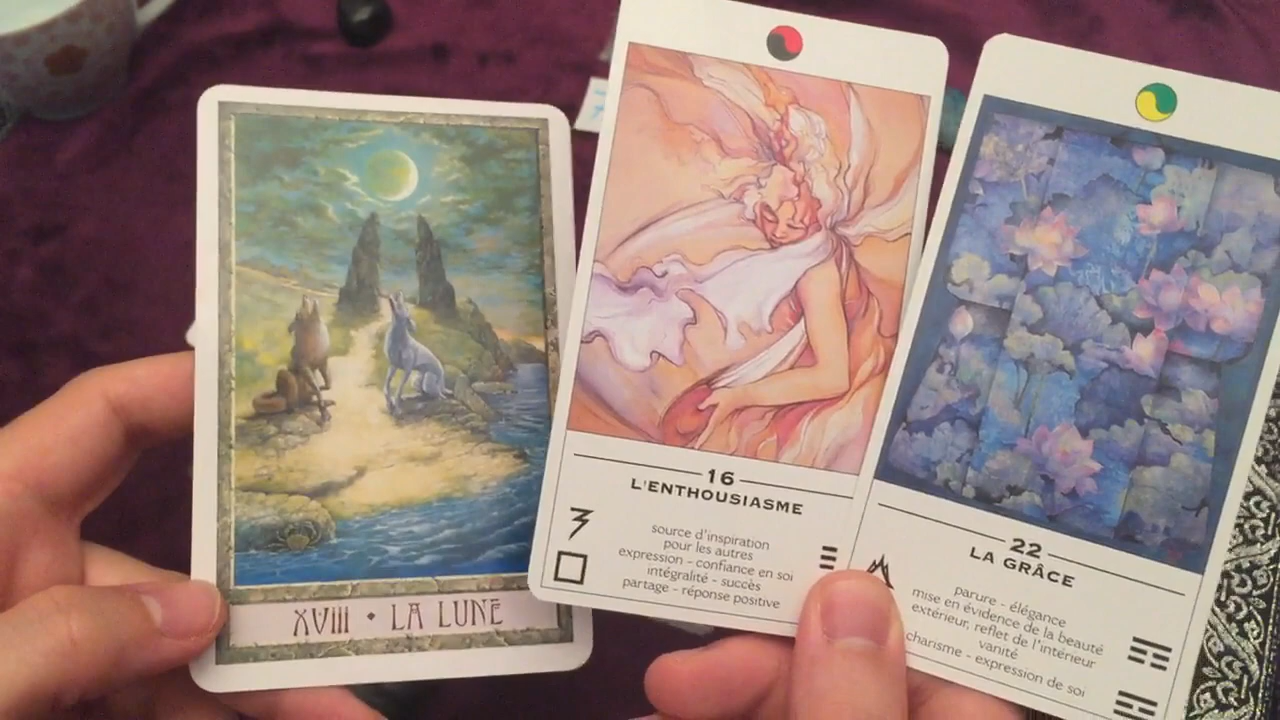 XVIII • LA LUNE
16
L'ENTHOUSIASME
source d'inspiration
pour les autres
expression - confiance en soi
intégralité - succès
partage - réponse positive
22
LA GRÂCE
parure - élégance
mise en évidence de la beauté
extérieur, reflet de l'intérieur
vanité
charisme - expression de soi